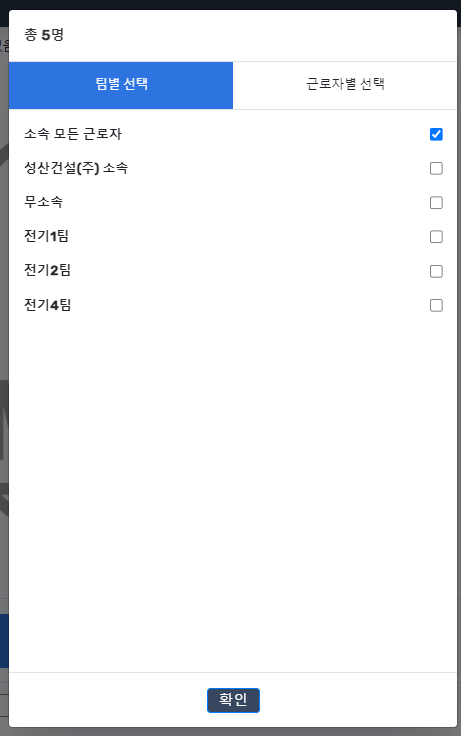 총 5명
팀별 선택
근로자별 선택
소속 모든 근로자
성산건설(주) 소속
무소속
전기1팀
전기2팀
전기4팀
확인